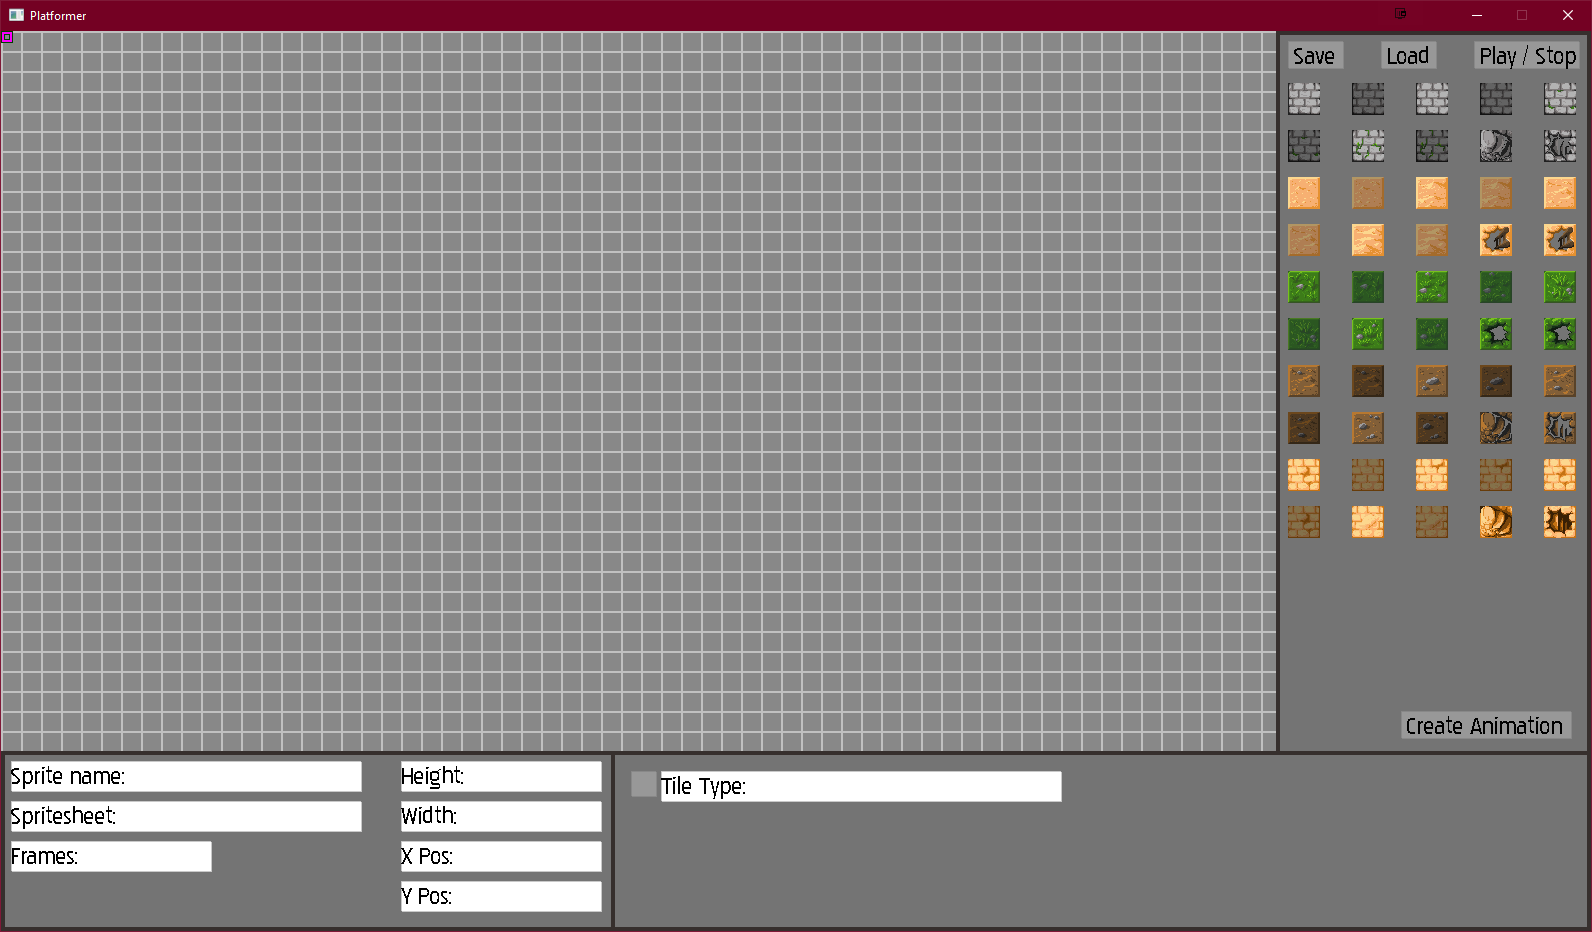 Platformer
Save Load Play / Stop
Create Animation
Sprite name:
Spritesheet:
Frames:
Height:
Width:
X Pos:
Y Pos:
Tile Type: